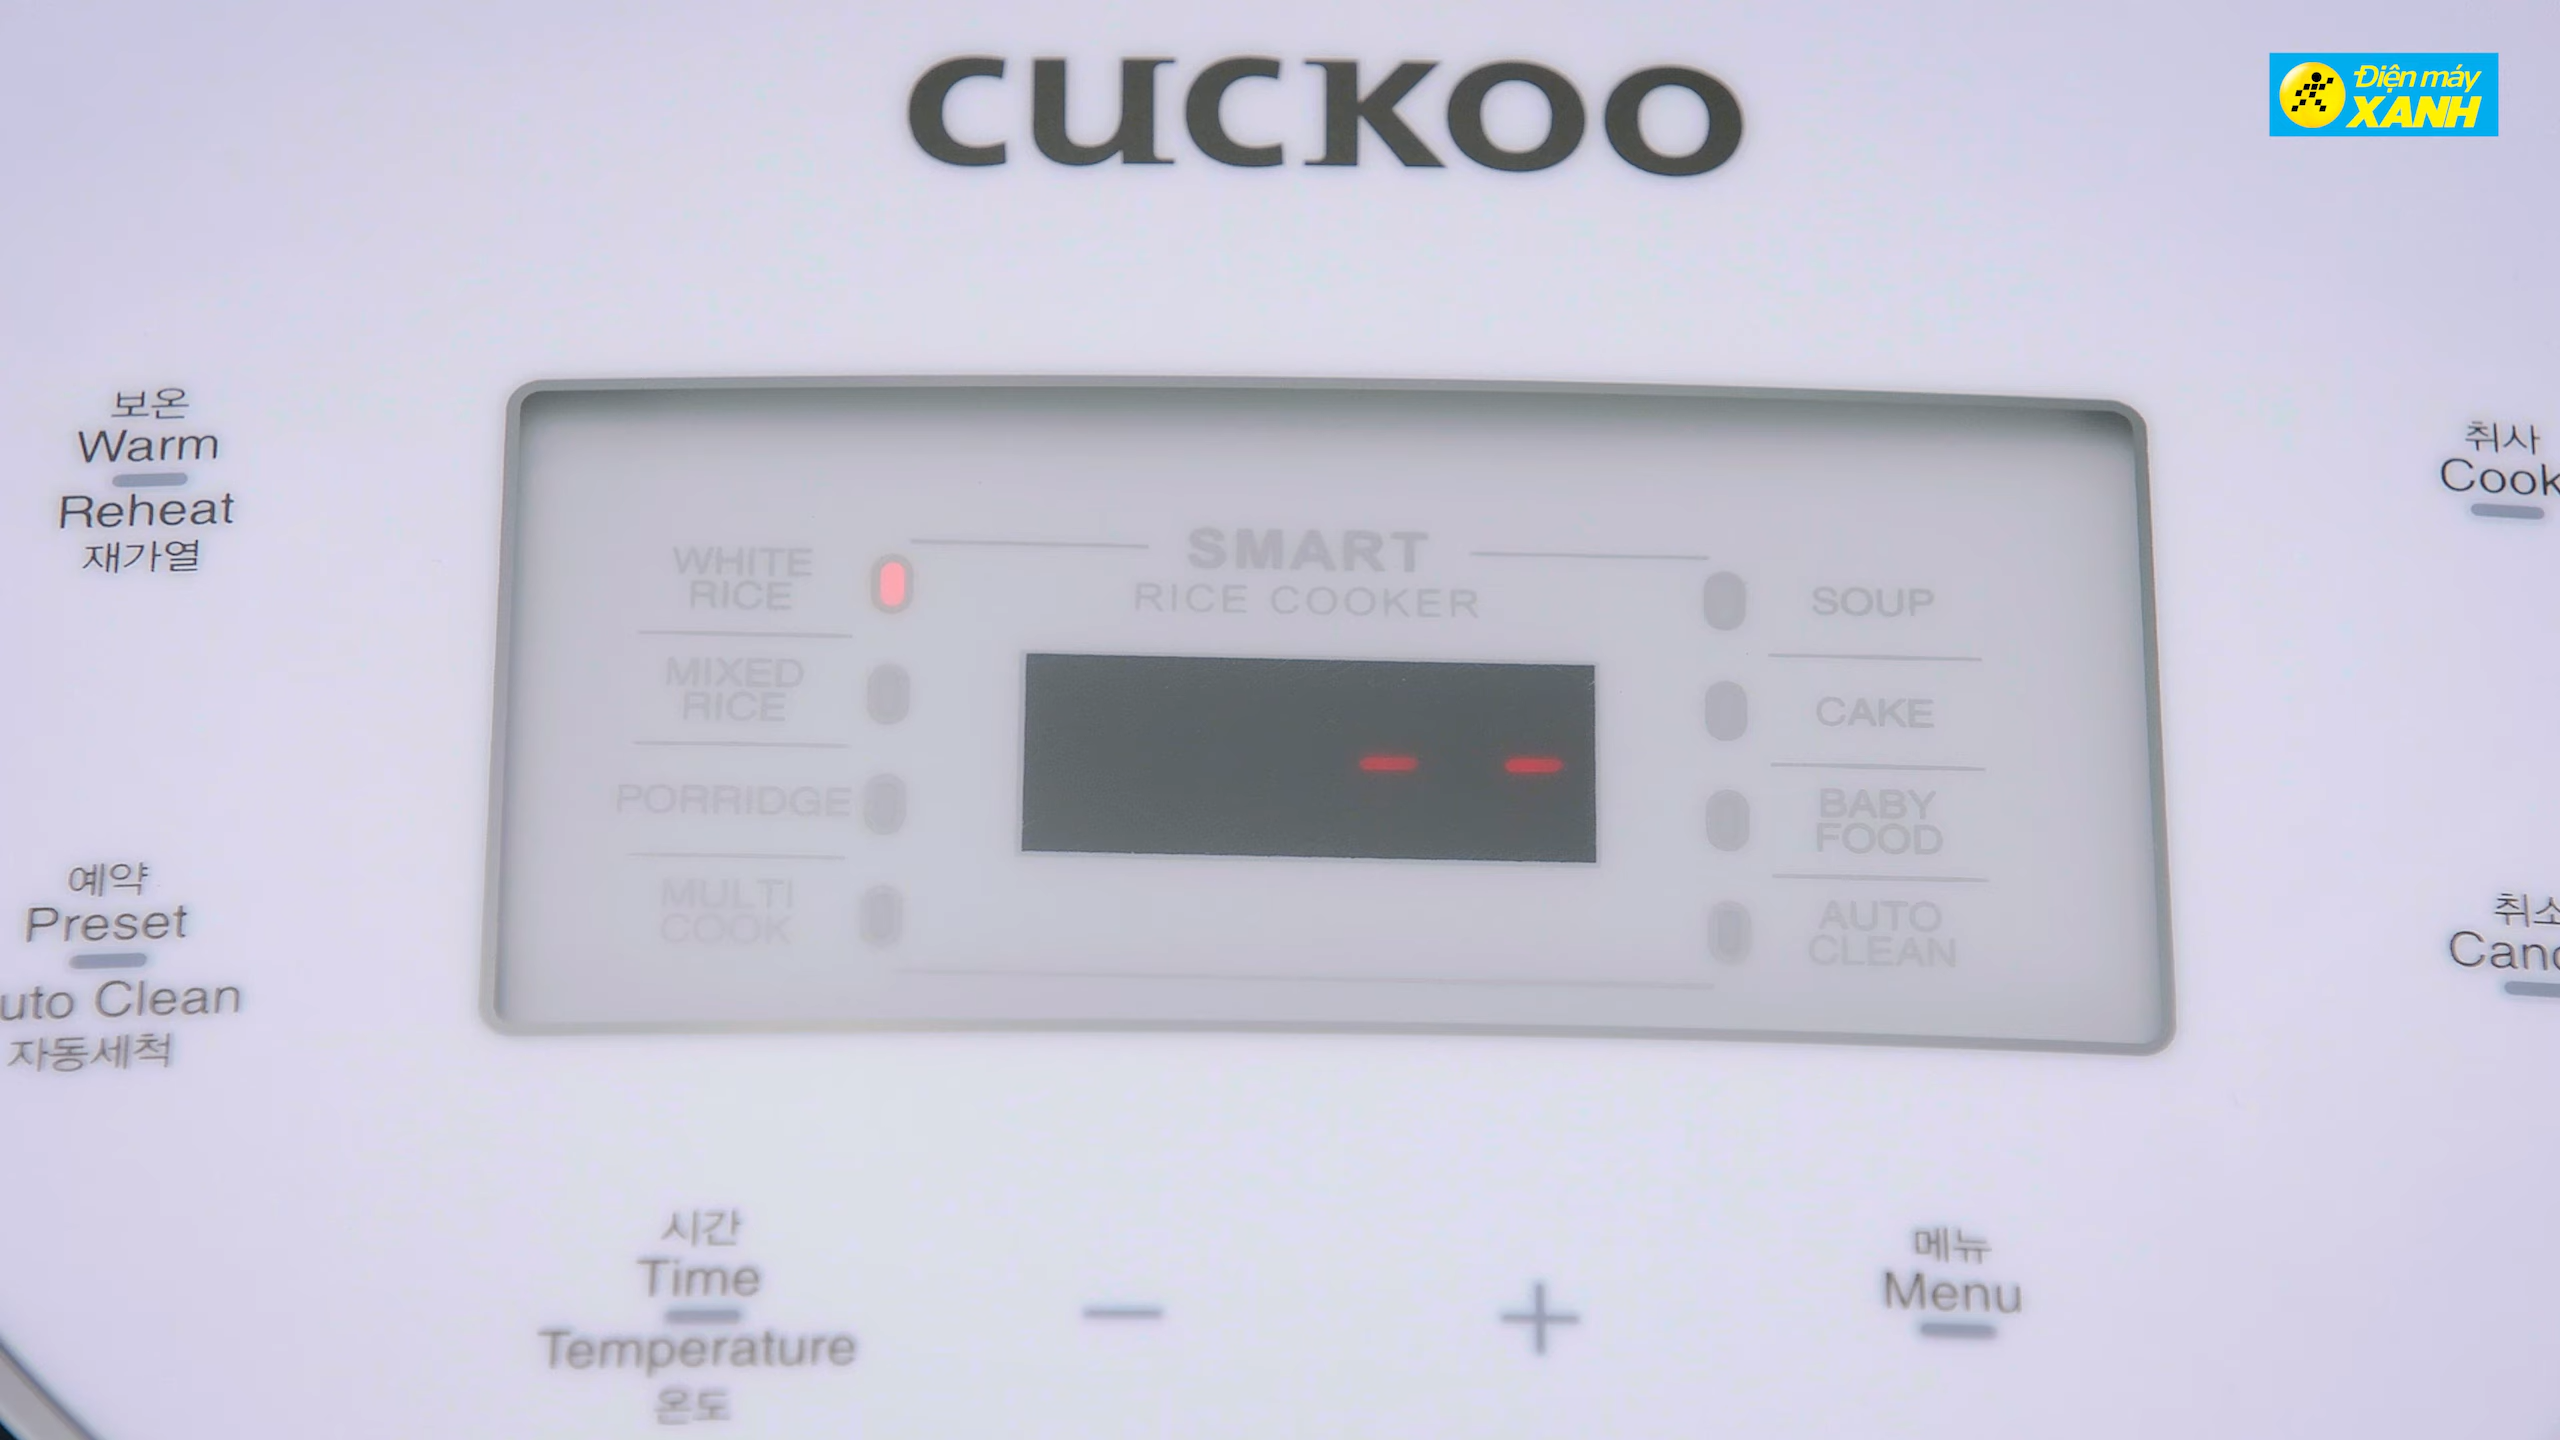 CUCKOO
Điện máy
XANH
보온
Warm
Reheat
재가열
취사
Cook
SMART
RICE COOKER
WHITE
RICE
MIXED
RICE
PORRIDGE
MULTI
COOK
SOUP
CAKE
BABY
FOOD
AUTO
CLEAN
- -
예약
Preset
uto Clean
자동세척
취소
Canc
시간
Time
Temperature
온도
−
+
메뉴
Menu